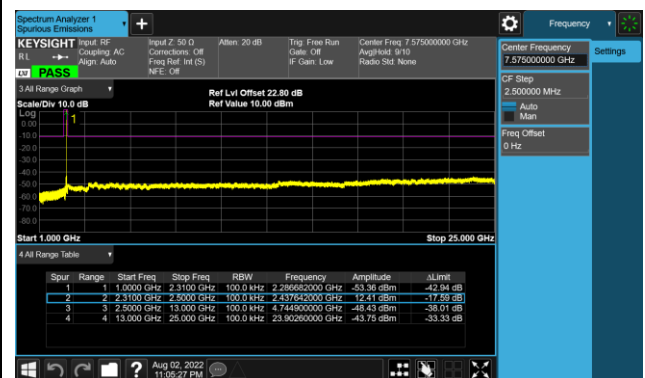 Spectrum Analyzer 1
Spurious Emissions
Frequency
KEYSIGHT
RL
Input: RF
Coupling: AC
Align: Auto
Input Z: 50 Ω
Corrections: Off
Freq Ref: Int (S)
NFE: Off
Atten: 20 dB
Trig: Free Run
Gate: Off
IF Gain: Low
Center Freq: 7.575000000 GHz
Avg|Hold: 9/10
Radio Std: None
LXI PASS
Center Frequency
7.575000000 GHz
Settings
CF Step
2.500000 MHz
Auto
Man
Freq Offset
0 Hz
3 All Range Graph
Scale/Div 10.0 dB
Ref Lvl Offset 22.80 dB
Ref Value 10.00 dBm
Log
1
0.00
-10.0
-20.0
-30.0
-40.0
-50.0
-60.0
-70.0
-80.0
Start 1.000 GHz
Stop 25.000 GHz
4 All Range Table
Spur Range Start Freq Stop Freq RBW Frequency Amplitude ΔLimit
1 1 1.0000 GHz 2.3100 GHz 100.0 kHz 2.286682000 GHz -53.36 dBm -42.94 dB
2 2 2.3100 GHz 2.5000 GHz 100.0 kHz 2.437642000 GHz 12.41 dBm -17.59 dB
3 3 2.5000 GHz 13.000 GHz 100.0 kHz 4.744900000 GHz -48.43 dBm -38.01 dB
4 4 13.000 GHz 25.000 GHz 100.0 kHz 23.90260000 GHz -43.75 dBm -33.33 dB
Aug 02, 2022
11:05:27 PM